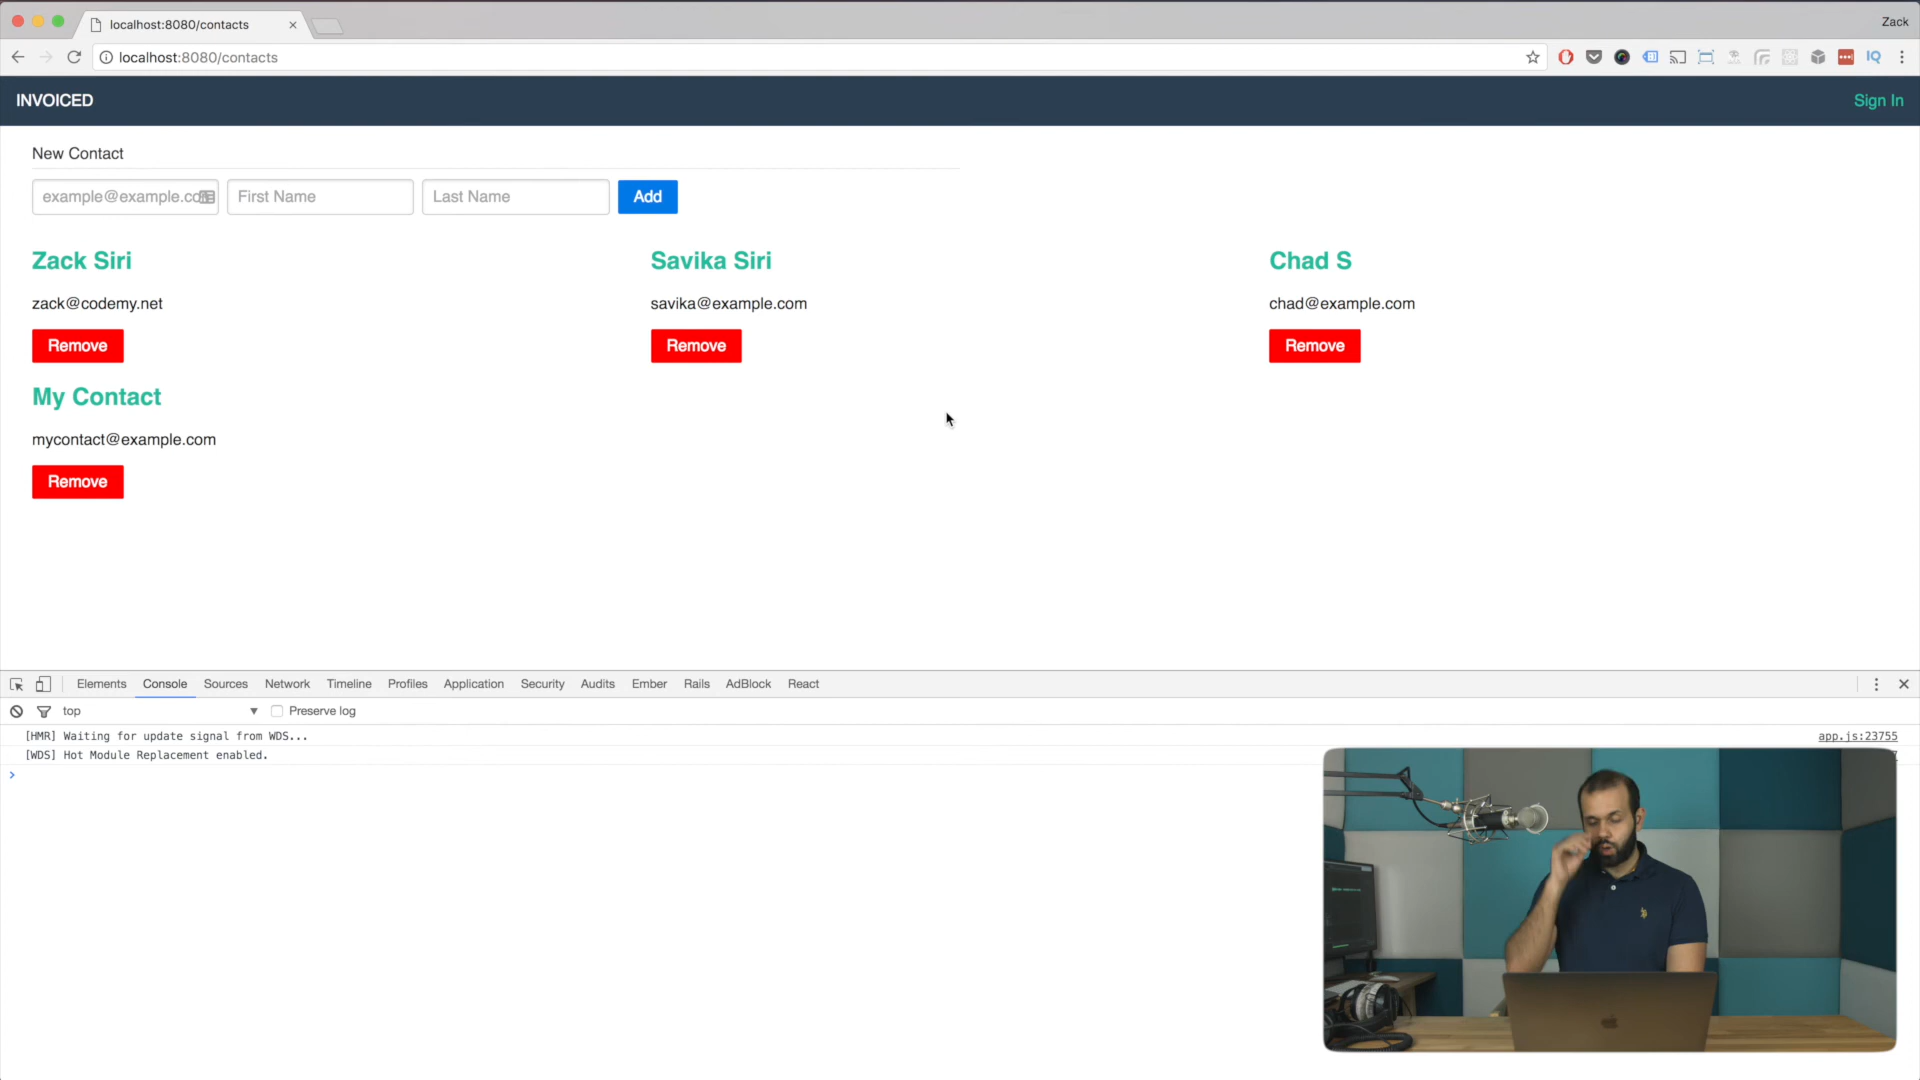 localhost:8080/contacts
Zack
localhost:8080/contacts
IQ
INVOICED
Sign In
New Contact
example@example.co
First Name
Last Name
Add
Zack Siri
Savika Siri
Chad S
zack@codemy.net
savika@example.com
chad@example.com
Remove
Remove
Remove
My Contact
mycontact@example.com
Remove
Elements Console Sources Network Timeline Profiles Application Security Audits Ember Rails AdBlock React
top
Preserve log
[HMR] Waiting for update signal from WDS...
app.js:23755
[WDS] Hot Module Replacement enabled.